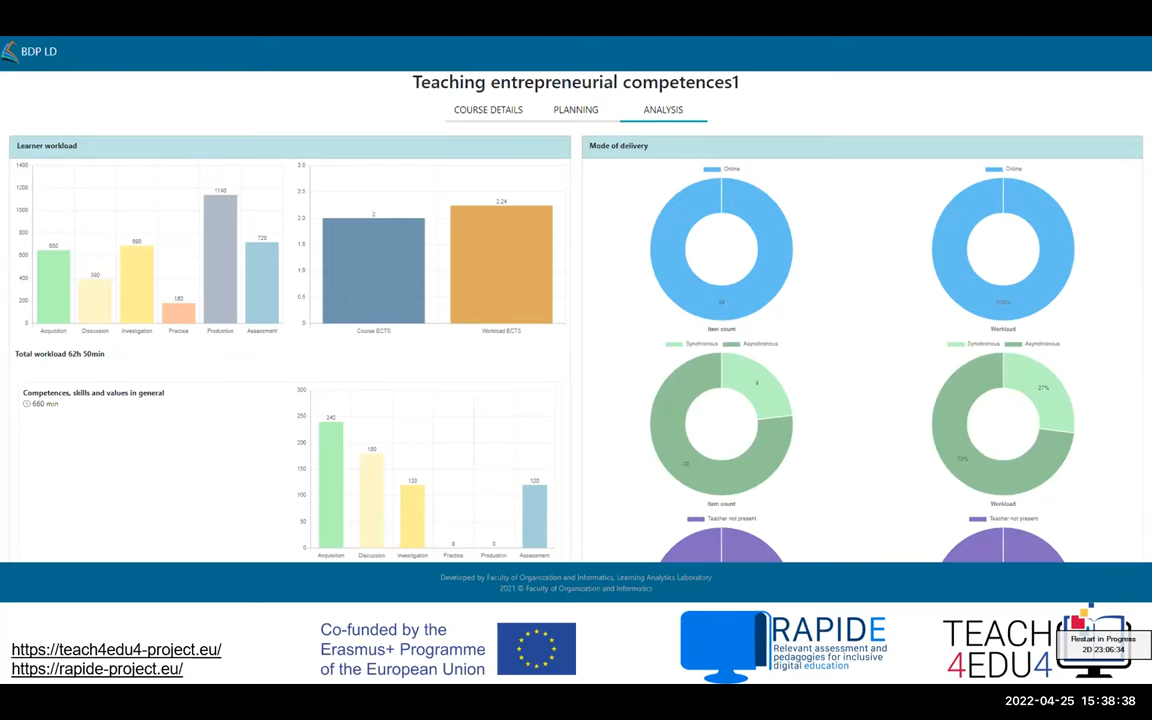 BDP LD
Teaching entrepreneurial competences1
COURSE DETAILS
PLANNING
ANALYSIS
Learner workload
1400
1200
1000
800
600
400
200
0
650
390
690
180
1140
720
Acquisition
Discussion
Investigation
Practice
Production
Assessment
3.0
2.5
2.0
1.5
1.0
0.5
0
2
2.24
Course ECTS
Workload ECTS
Total workload 62h 50min
Competences, skills and values in general
660 min
300
250
200
150
100
50
0
240
180
120
0
0
120
Acquisition
Discussion
Investigation
Practice
Production
Assessment
Mode of delivery
Online
Item count
Online
100%
Workload
Synchronous
Asynchronous
8
30
Item count
Synchronous
Asynchronous
27%
73%
Workload
Teacher not present
Teacher not present
Developed by Faculty of Organization and Informatics, Learning Analytics Laboratory
2021 © Faculty of Organization and Informatics
https://teach4edu4-project.eu/
https://rapide-project.eu/
Co-funded by the
Erasmus+ Programme
of the European Union
RAPIDE
Relevant assessment and
pedagogies for inclusive
digital education
TEACH
4EDU4
Restart in Progress
2D 23:06:34
2022-04-25 15:38:38